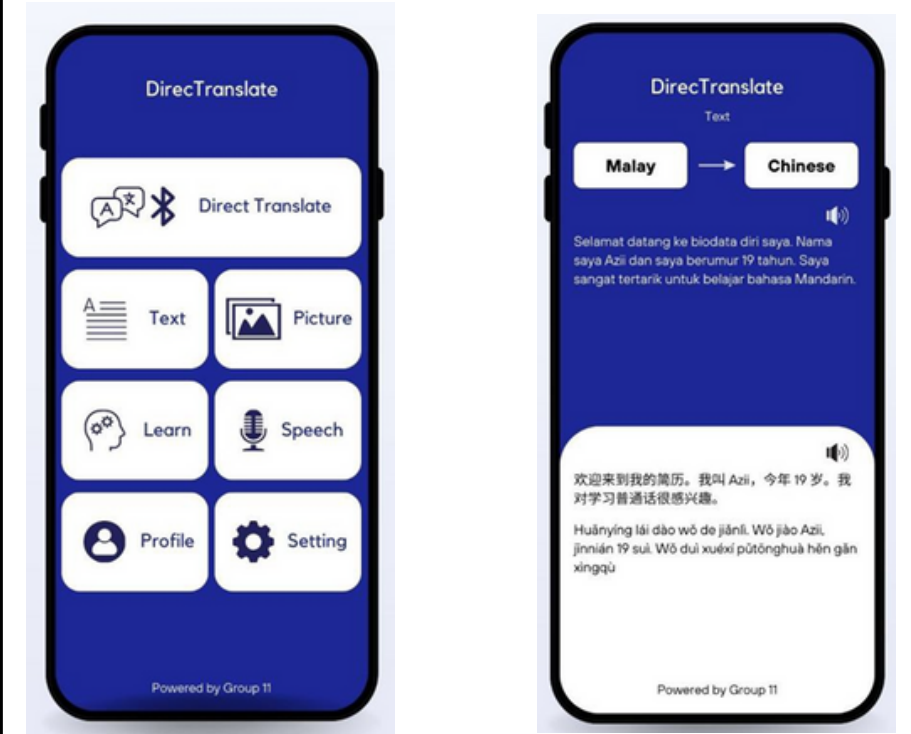 DirecTranslate
A 文 Direct Translate
A Text
Picture
Learn
Speech
Profile
Setting
Powered by Group 11
DirecTranslate
Text
Malay
Chinese
Selamat datang ke biodata diri saya. Nama
saya Azii dan saya berumur 19 tahun. Saya
sangat tertarik untuk belajar bahasa Mandarin.
欢迎来到我的简历。我叫 Azii，今年 19 岁。我
对学习普通话很感兴趣。
Huānyíng lái dào wǒ de jiǎnlì. Wǒ jiào Azii,
jīnnián 19 suì. Wǒ duì xuéxí pǔtōnghuà hěn gǎn
xìngqù
Powered by Group 11